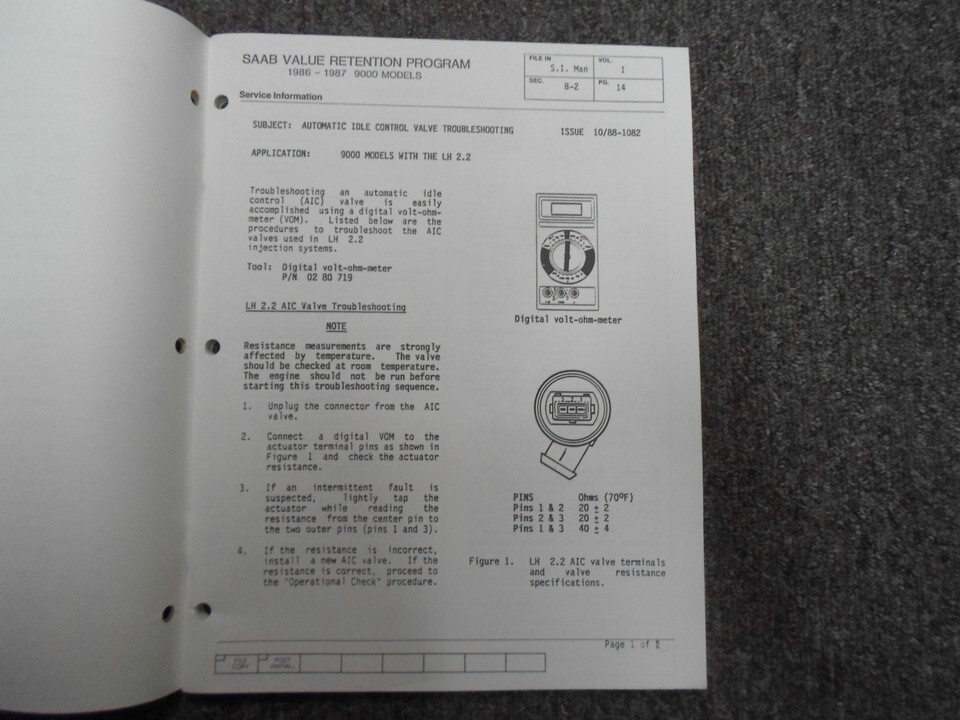 SAAB VALUE RETENTION PROGRAM
1986 - 1987 9000 MODELS
Service Information
FILE IN
S.I. Man
VOL.
I
SEC.
8-2
PG.
14
SUBJECT: AUTOMATIC IDLE CONTROL VALVE TROUBLESHOOTING
ISSUE 10/88-1082
APPLICATION: 9000 MODELS WITH THE LH 2.2
Troubleshooting an automatic idle
control (AIC) valve is easily
accomplished using a digital volt-ohm-
meter (VOM). Listed below are the
procedures to troubleshoot the AIC
valves used in LH 2.2
injection systems.
Tool: Digital volt-ohm-meter
P/N 02 80 719
LH 2.2 AIC Valve Troubleshooting
NOTE
Resistance measurements are strongly
affected by temperature. The valve
should be checked at room temperature.
The engine should not be run before
starting this troubleshooting sequence.
1. Unplug the connector from the AIC
valve.
2. Connect a digital VOM to the
actuator terminal pins as shown in
Figure 1 and check the actuator
resistance.
3. If an intermittent fault is
suspected, lightly tap the
actuator while reading the
resistance from the center pin to
the two outer pins (pins 1 and 3).
4. If the resistance is incorrect,
install a new AIC valve. If the
resistance is correct, proceed to
the "Operational Check" procedure.
Digital volt-ohm-meter
PINS Ohms (70°F)
Pins 1 & 2 20 ± 2
Pins 2 & 3 20 ± 2
Pins 1 & 3 40 ± 4
Figure 1. LH 2.2 AIC valve terminals
and valve resistance
specifications.
Page 1 of 2
FILE
COPY
POST
INITIAL: